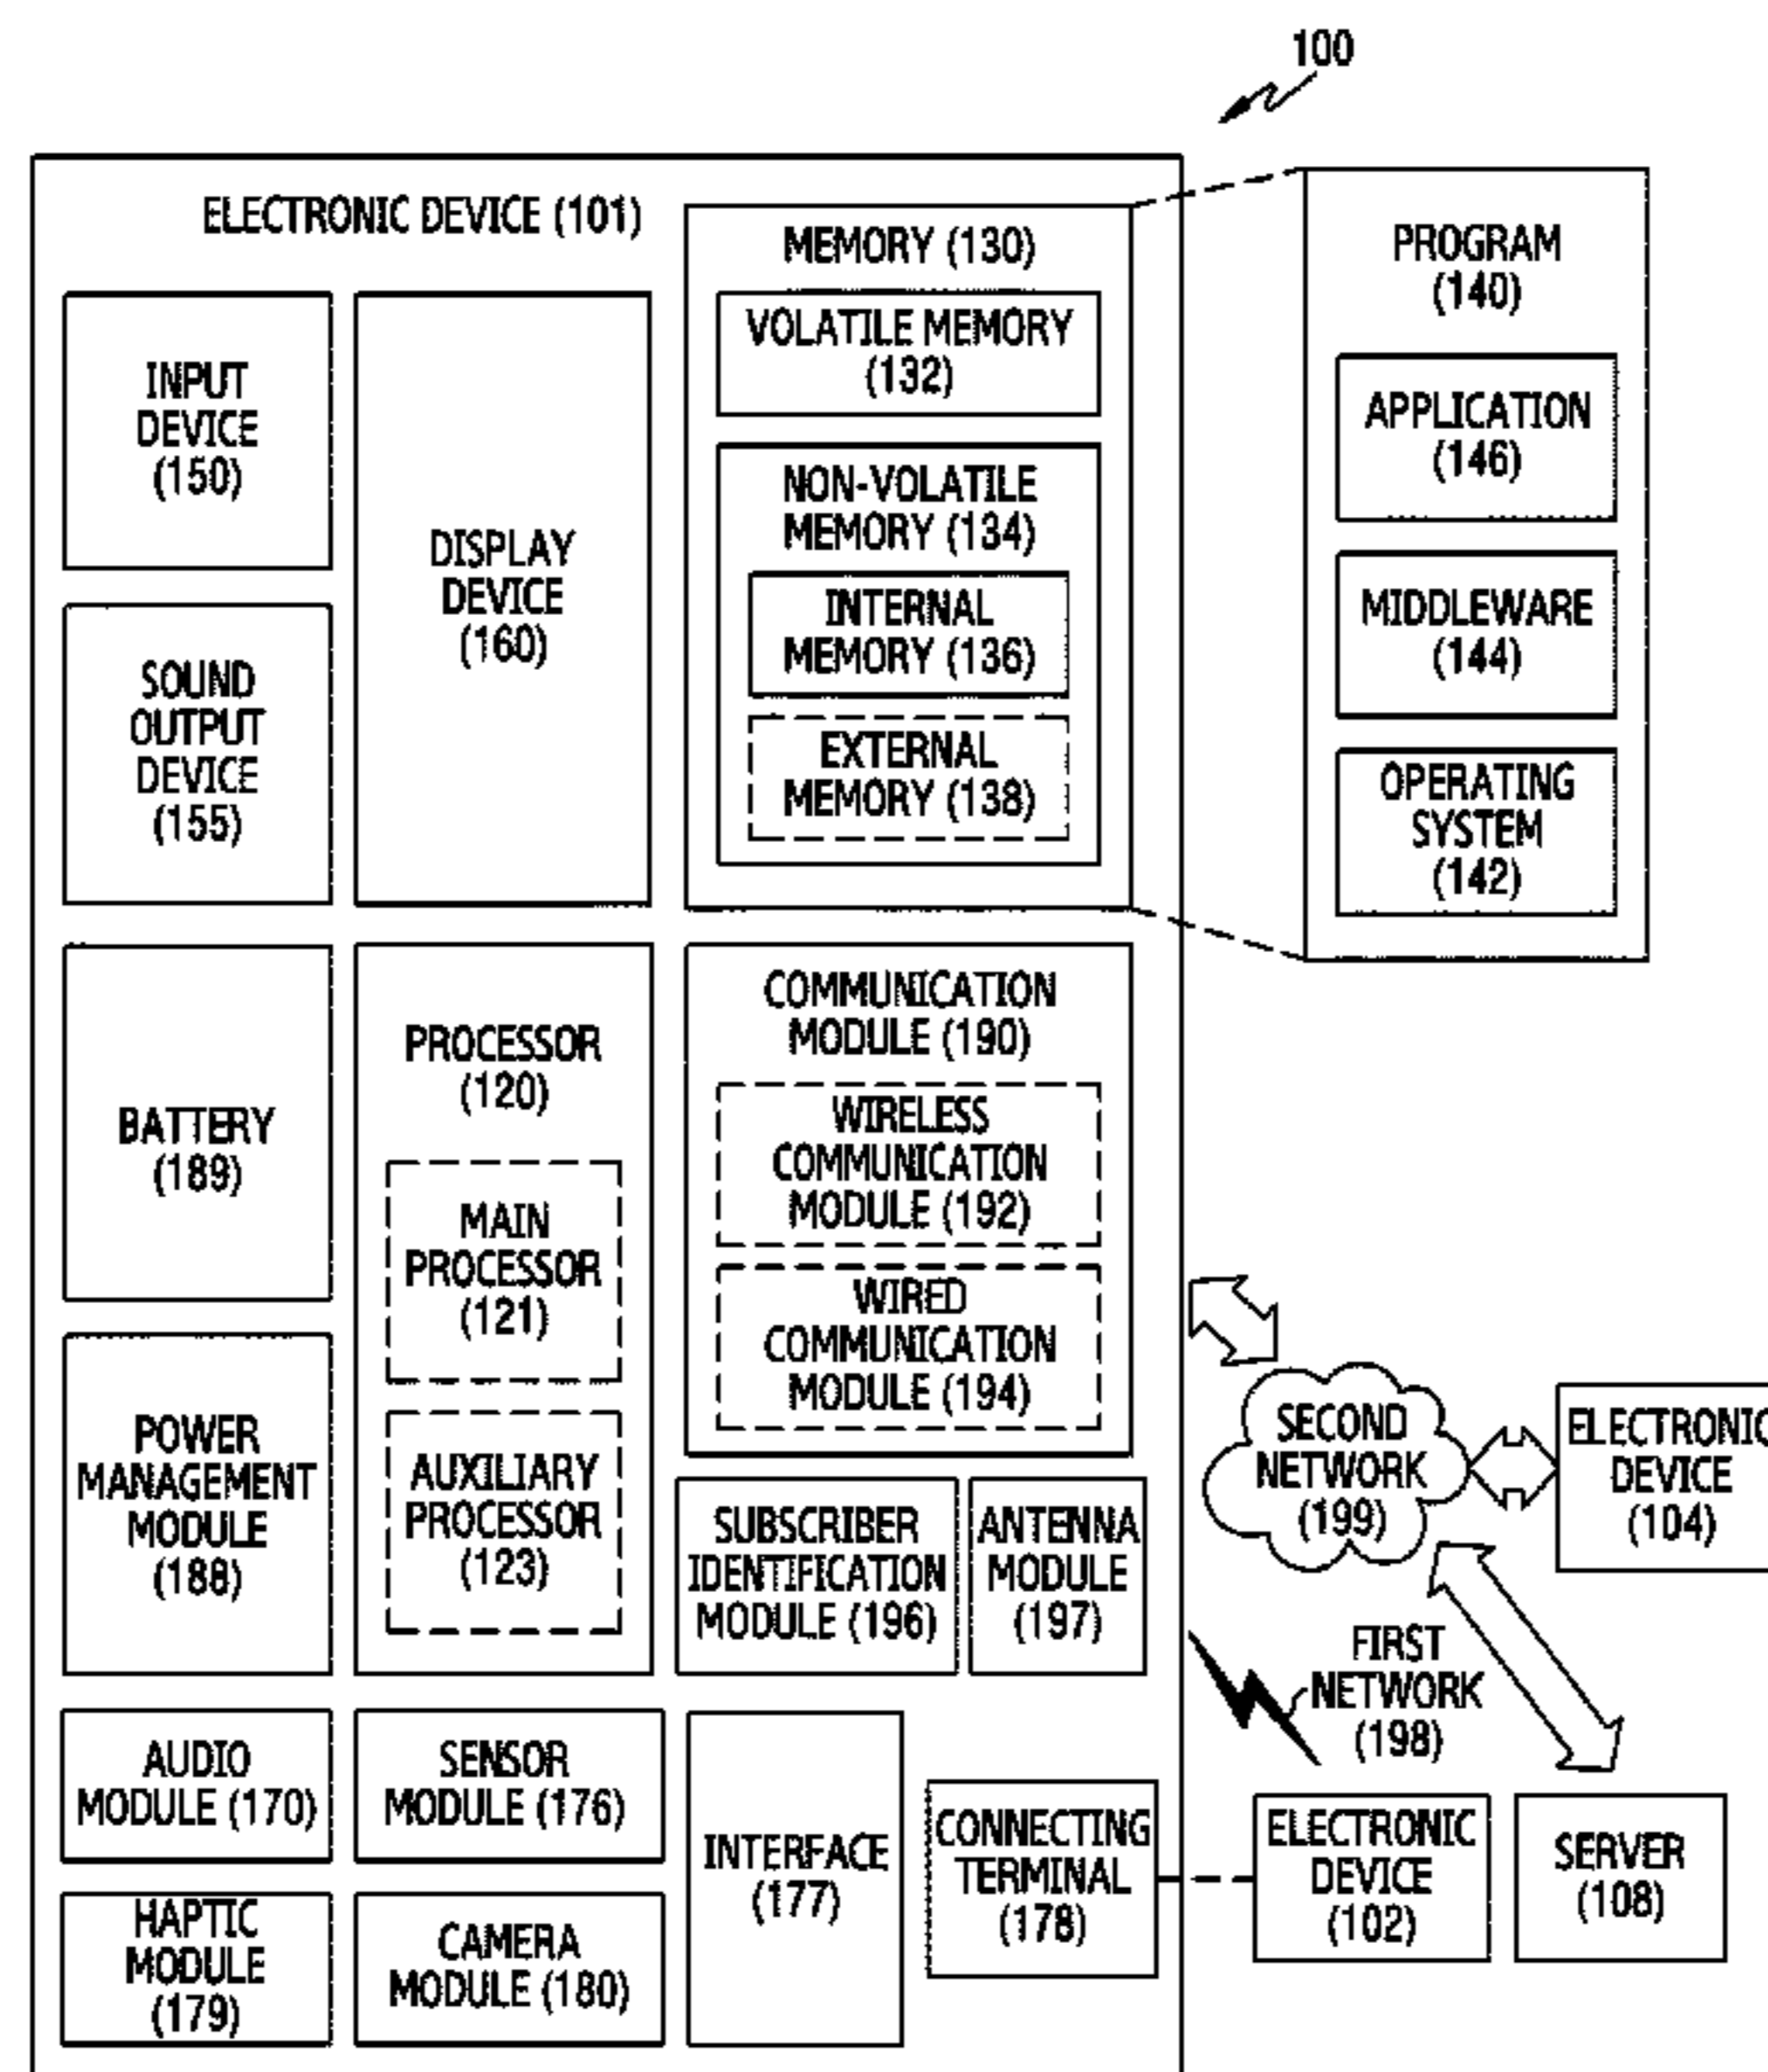 100
ELECTRONIC DEVICE (101)
INPUT
DEVICE
(150)
DISPLAY
DEVICE
(160)
SOUND
OUTPUT
DEVICE
(155)
MEMORY (130)
VOLATILE MEMORY
(132)
NON-VOLATILE
MEMORY (134)
INTERNAL
MEMORY (136)
EXTERNAL
MEMORY (138)
PROGRAM
(140)
APPLICATION
(146)
MIDDLEWARE
(144)
OPERATING
SYSTEM
(142)
BATTERY
(189)
POWER
MANAGEMENT
MODULE
(188)
PROCESSOR
(120)
MAIN
PROCESSOR
(121)
AUXILIARY
PROCESSOR
(123)
COMMUNICATION
MODULE (190)
WIRELESS
COMMUNICATION
MODULE (192)
WIRED
COMMUNICATION
MODULE (194)
SUBSCRIBER
IDENTIFICATION
MODULE (196)
ANTENNA
MODULE
(197)
SECOND
NETWORK
(199)
ELECTRONIC
DEVICE
(104)
FIRST
NETWORK
(198)
AUDIO
MODULE (170)
SENSOR
MODULE (176)
HAPTIC
MODULE
(179)
CAMERA
MODULE (180)
INTERFACE
(177)
CONNECTING
TERMINAL
(178)
ELECTRONIC
DEVICE
(102)
SERVER
(108)